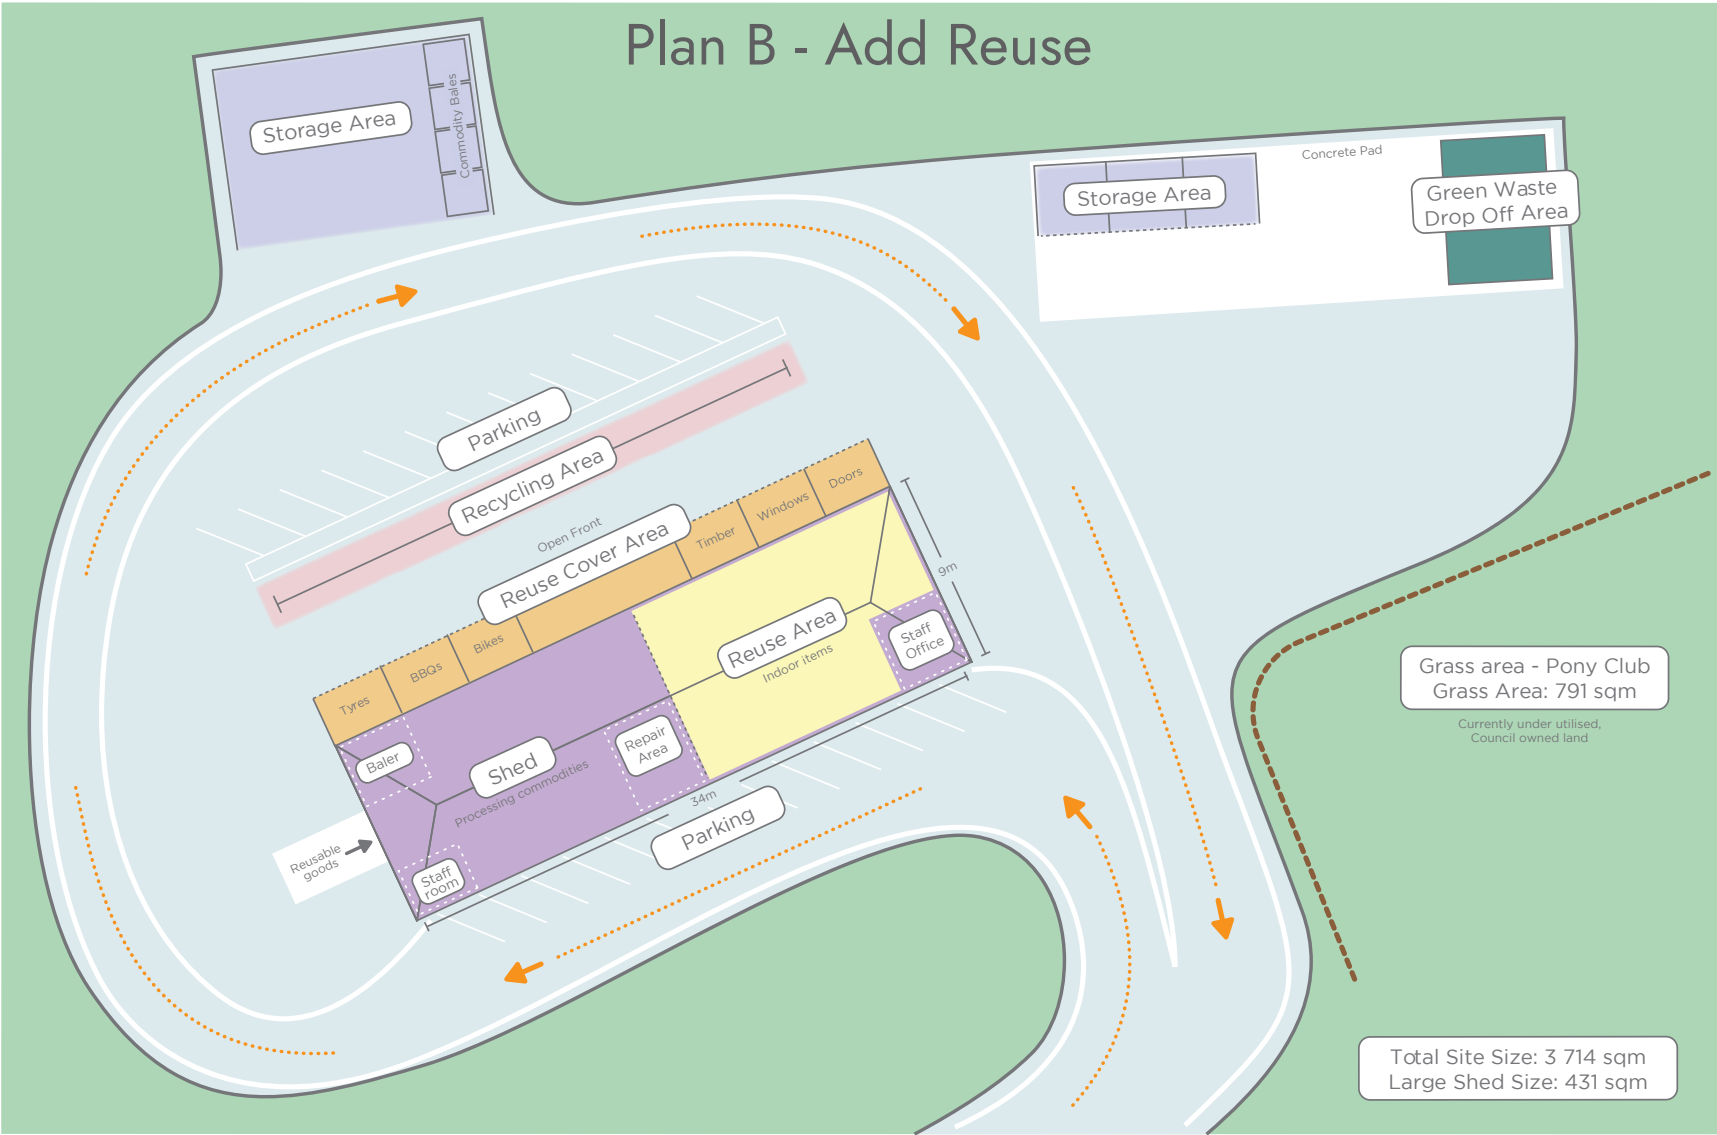 Plan B - Add Reuse
Storage Area
Commodity Bales
Storage Area
Concrete Pad
Green Waste
Drop Off Area
Parking
Recycling Area
Open Front
Reuse Cover Area
Tyres
BBQs
Bikes
Timber
Windows
Doors
9m
Reuse Area
Indoor items
Staff
Office
Baler
Shed
Processing commodities
Repair
Area
Staff
room
Reusable
goods
34m
Parking
Grass area - Pony Club
Grass Area: 791 sqm
Currently under utilised,
Council owned land
Total Site Size: 3 714 sqm
Large Shed Size: 431 sqm